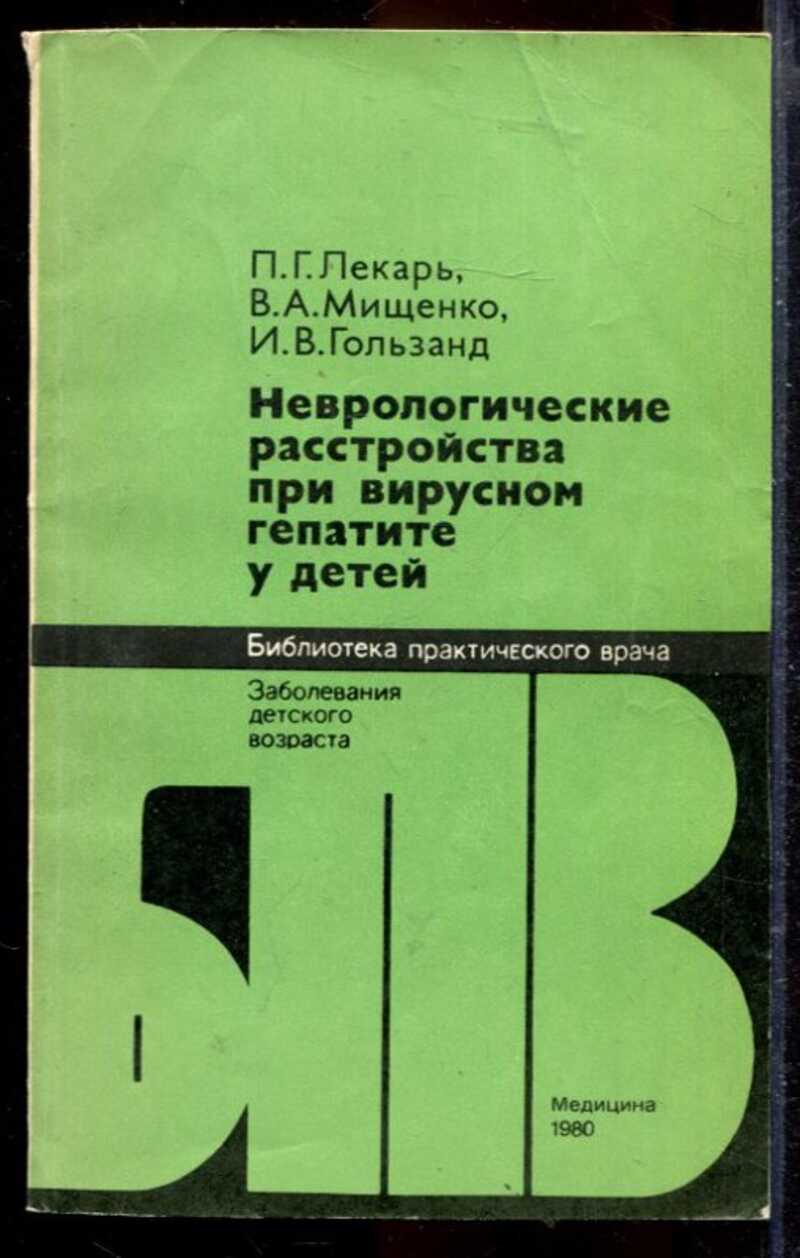 П.Г.Лекарь,
В.А.Мищенко,
И.В.Гользанд
Неврологические
расстройства
при вирусном
гепатите
у детей
Библиотека практического врача
Заболевания
детского
возраста
БПВ
Медицина
1980